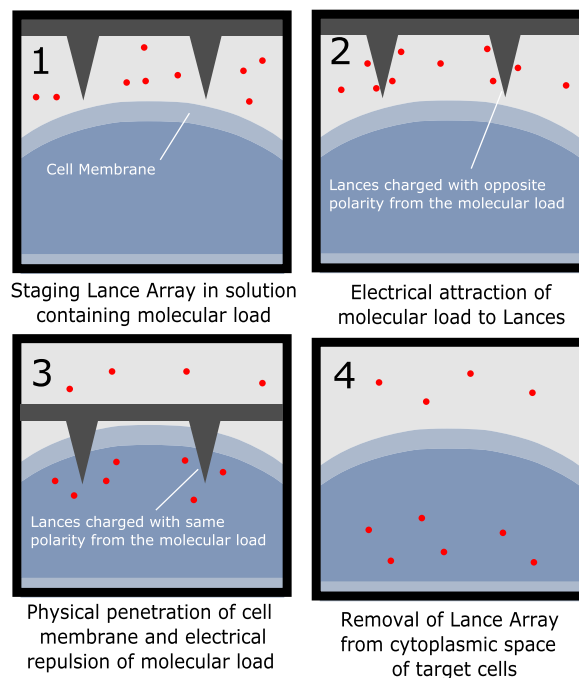 1
Cell Membrane
Staging Lance Array in solution
containing molecular load
2
Lances charged with opposite
polarity from the molecular load
Electrical attraction of
molecular load to Lances
3
Lances charged with same
polarity from the molecular load
Physical penetration of cell
membrane and electrical
repulsion of molecular load
4
Removal of Lance Array
from cytoplasmic space
of target cells